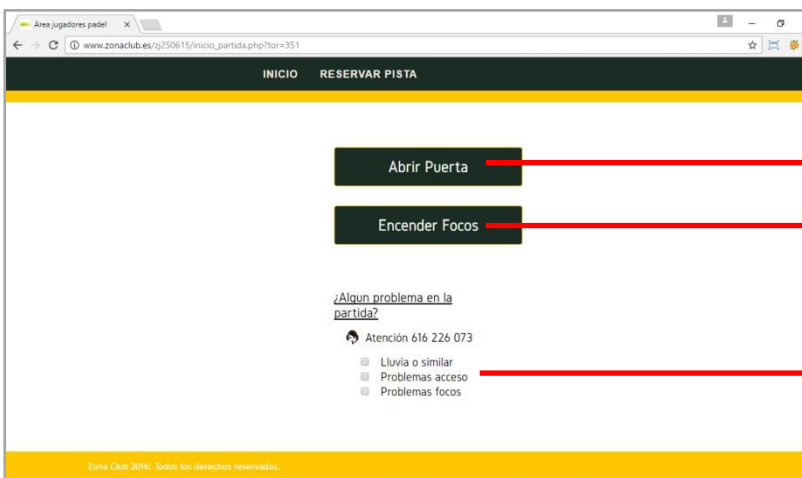 Area jugadores padel
www.zonaclub.es/zj250615/inicio_partida.php?tor=351
INICIO RESERVAR PISTA
Abrir Puerta
Encender Focos
¿Algun problema en la
partida?
Atención 616 226 073
Lluvia o similar
Problemas acceso
Problemas focos
Zona Club 2016: Todos los derechos reservados.